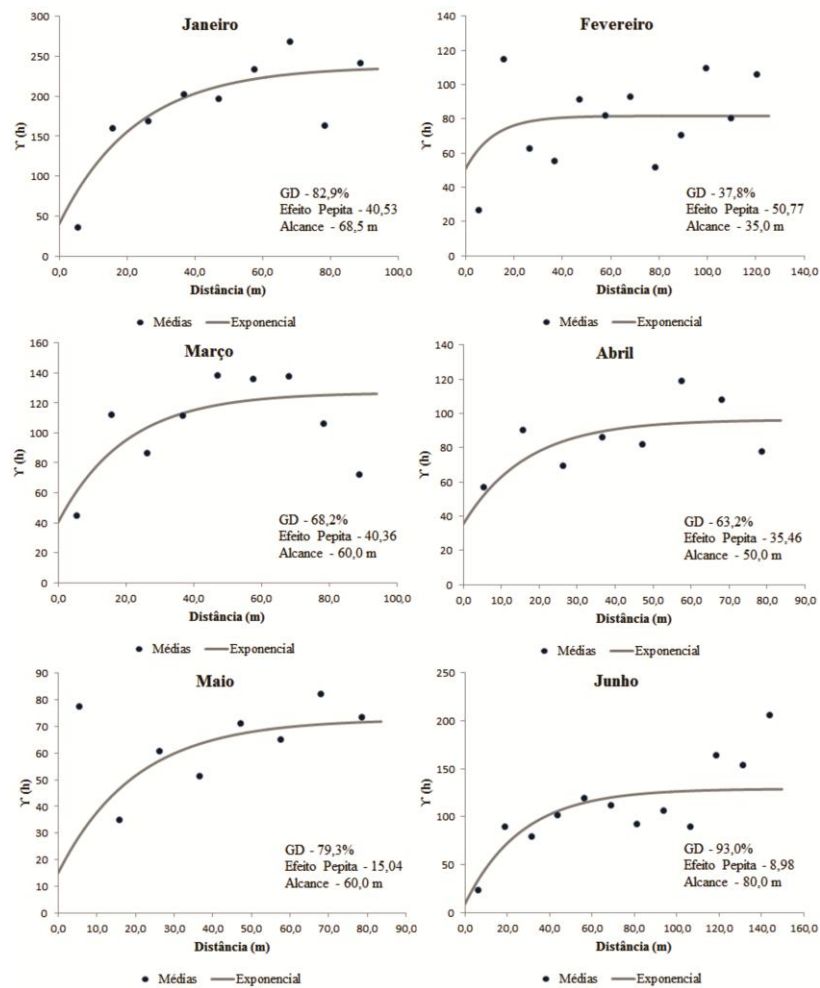 Janeiro
300
250
200
150
100
50
0
ϒ (h)
GD - 82,9%
Efeito Pepita - 40,53
Alcance - 68,5 m
0,0 20,0 40,0 60,0 80,0 100,0
Distância (m)
Médias Exponencial
Fevereiro
140
120
100
80
60
40
20
0
ϒ (h)
GD - 37,8%
Efeito Pepita - 50,77
Alcance - 35,0 m
0,0 20,0 40,0 60,0 80,0 100,0 120,0 140,0
Distância (m)
Médias Exponencial
Março
160
140
120
100
80
60
40
20
0
ϒ (h)
GD - 68,2%
Efeito Pepita - 40,36
Alcance - 60,0 m
0,0 20,0 40,0 60,0 80,0 100,0
Distância (m)
Médias Exponencial
Abril
140
120
100
80
60
40
20
0
ϒ (h)
GD - 63,2%
Efeito Pepita - 35,46
Alcance - 50,0 m
0,0 10,0 20,0 30,0 40,0 50,0 60,0 70,0 80,0 90,0
Distância (m)
Médias Exponencial
Maio
90
80
70
60
50
40
30
20
10
0
ϒ (h)
GD - 79,3%
Efeito Pepita - 15,04
Alcance - 60,0 m
0,0 10,0 20,0 30,0 40,0 50,0 60,0 70,0 80,0 90,0
Distância (m)
Médias Exponencial
Junho
250
200
150
100
50
0
ϒ (h)
GD - 93,0%
Efeito Pepita - 8,98
Alcance - 80,0 m
0,0 20,0 40,0 60,0 80,0 100,0 120,0 140,0 160,0
Distância (m)
Médias Exponencial